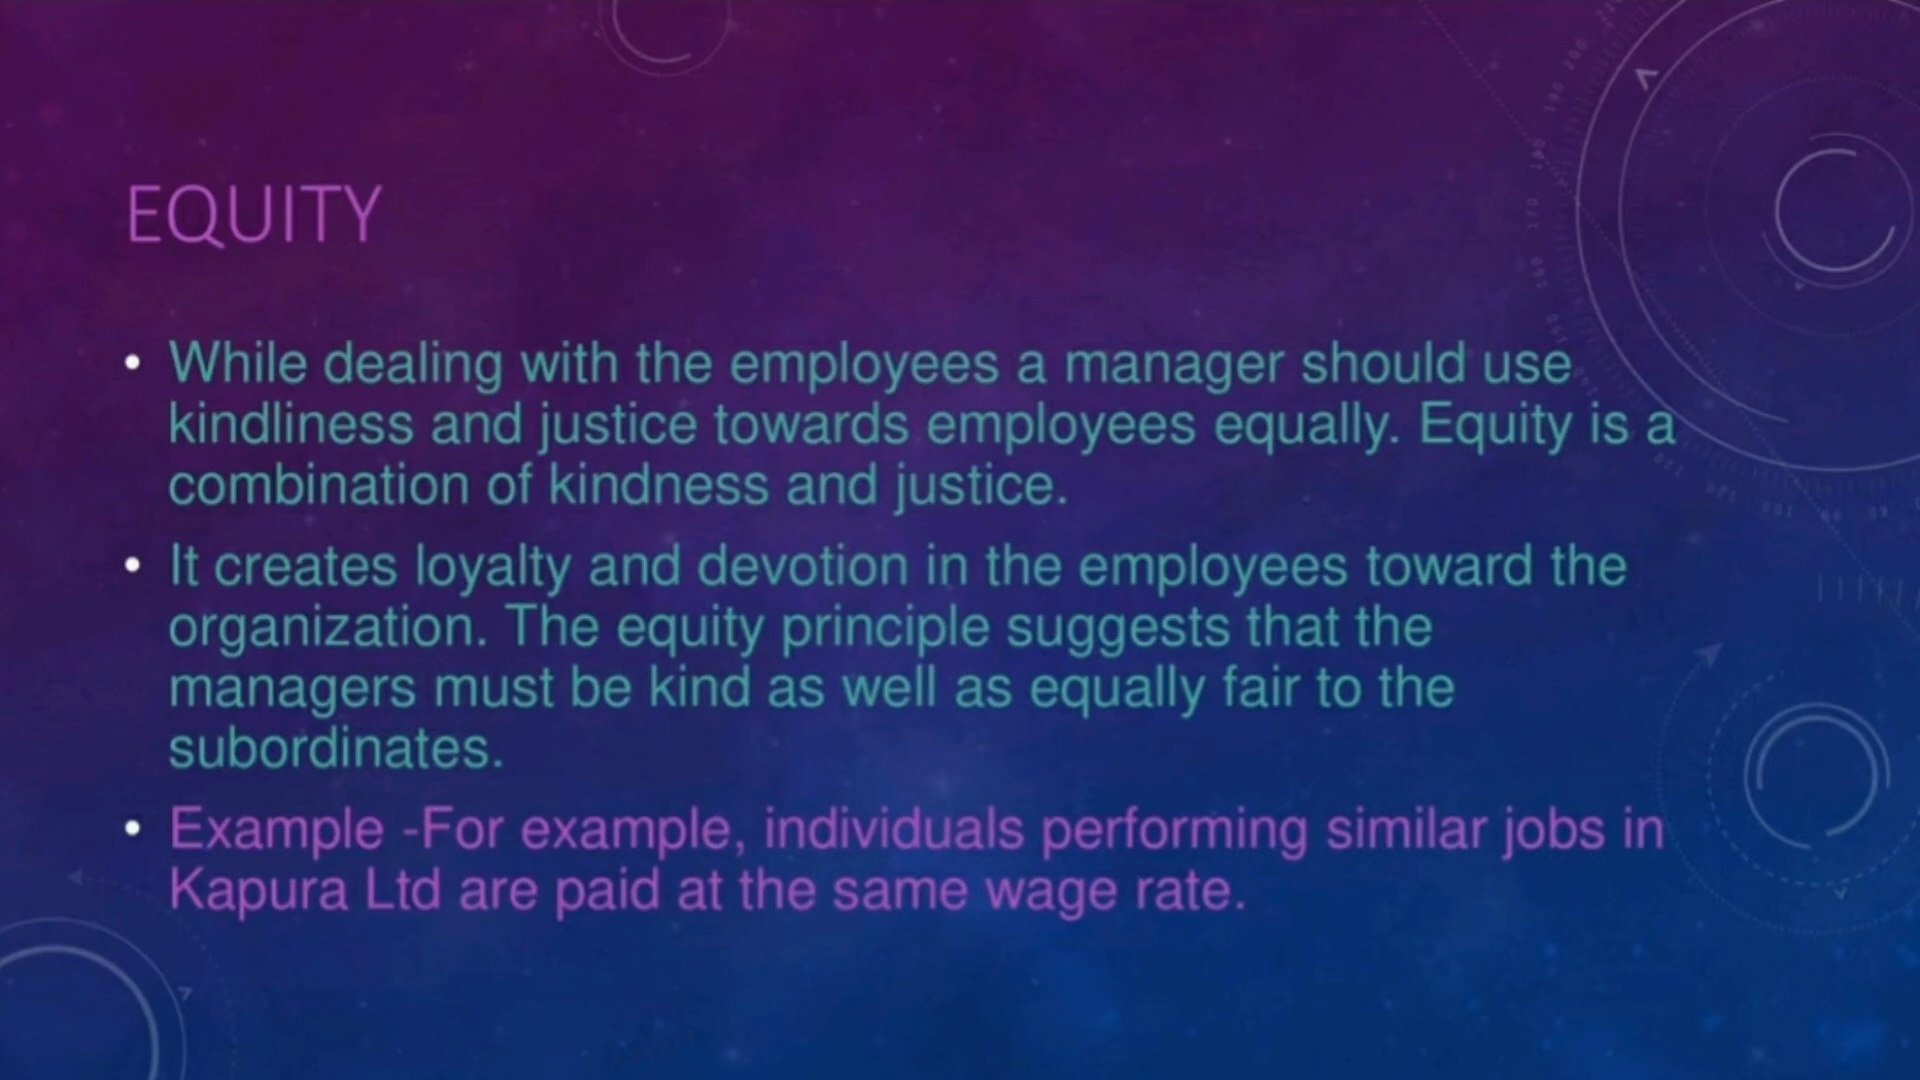 EQUITY
• While dealing with the employees a manager should use
kindliness and justice towards employees equally. Equity is a
combination of kindness and justice.
• It creates loyalty and devotion in the employees toward the
organization. The equity principle suggests that the
managers must be kind as well as equally fair to the
subordinates.
• Example -For example, individuals performing similar jobs in
Kapura Ltd are paid at the same wage rate.